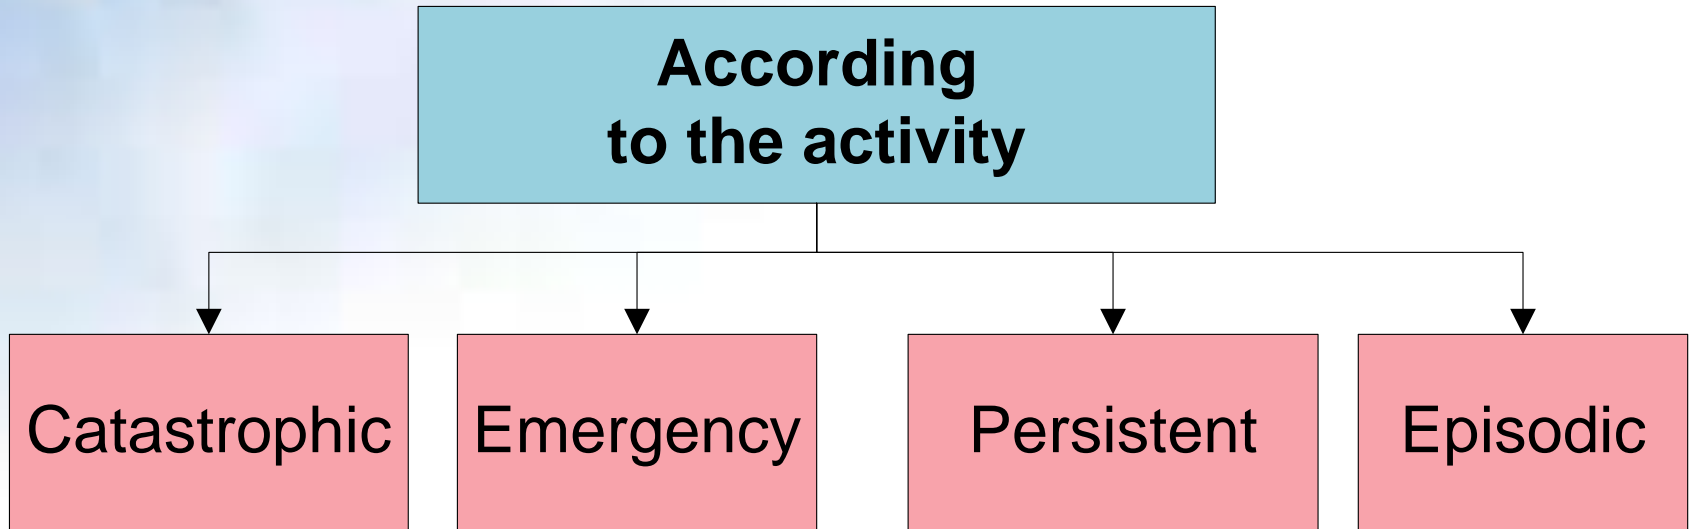 According
to the activity
Catastrophic
Emergency
Persistent
Episodic